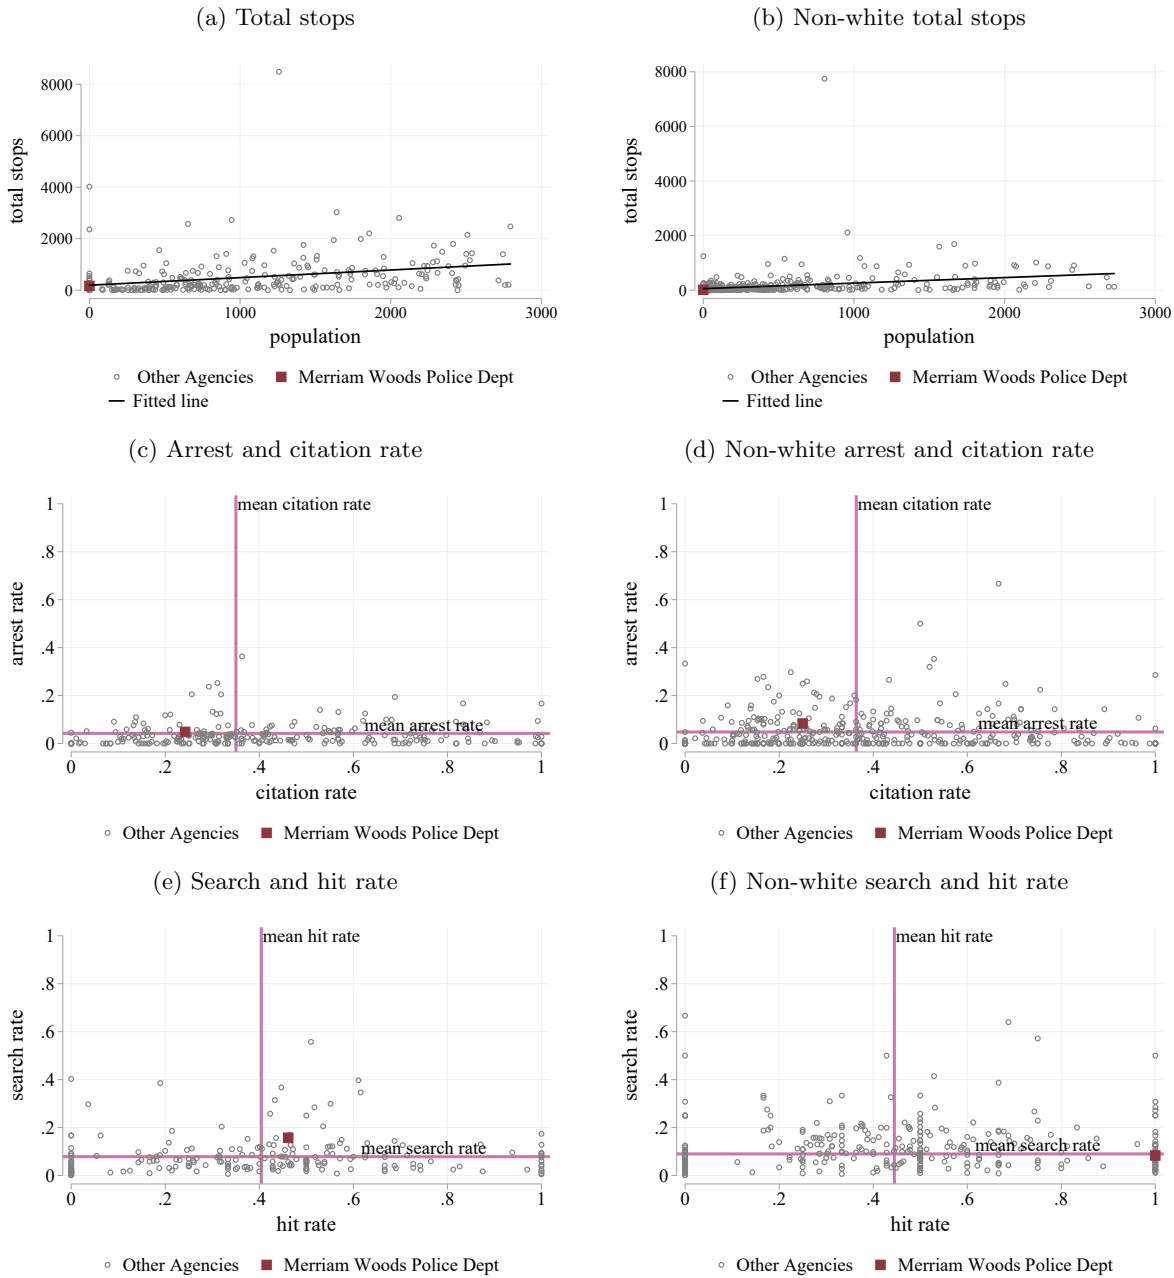 (a) Total stops
total stops
8000
6000
4000
2000
0
0 1000 2000 3000
population
Other Agencies Merriam Woods Police Dept
Fitted line
(b) Non-white total stops
total stops
8000
6000
4000
2000
0
0 1000 2000 3000
population
Other Agencies Merriam Woods Police Dept
Fitted line
(c) Arrest and citation rate
arrest rate
1
.8
.6
.4
.2
0
mean citation rate
mean arrest rate
0 .2 .4 .6 .8 1
citation rate
Other Agencies Merriam Woods Police Dept
(d) Non-white arrest and citation rate
arrest rate
1
.8
.6
.4
.2
0
mean citation rate
mean arrest rate
0 .2 .4 .6 .8 1
citation rate
Other Agencies Merriam Woods Police Dept
(e) Search and hit rate
search rate
1
.8
.6
.4
.2
0
mean hit rate
mean search rate
0 .2 .4 .6 .8 1
hit rate
Other Agencies Merriam Woods Police Dept
(f) Non-white search and hit rate
search rate
1
.8
.6
.4
.2
0
mean hit rate
mean search rate
0 .2 .4 .6 .8 1
hit rate
Other Agencies Merriam Woods Police Dept